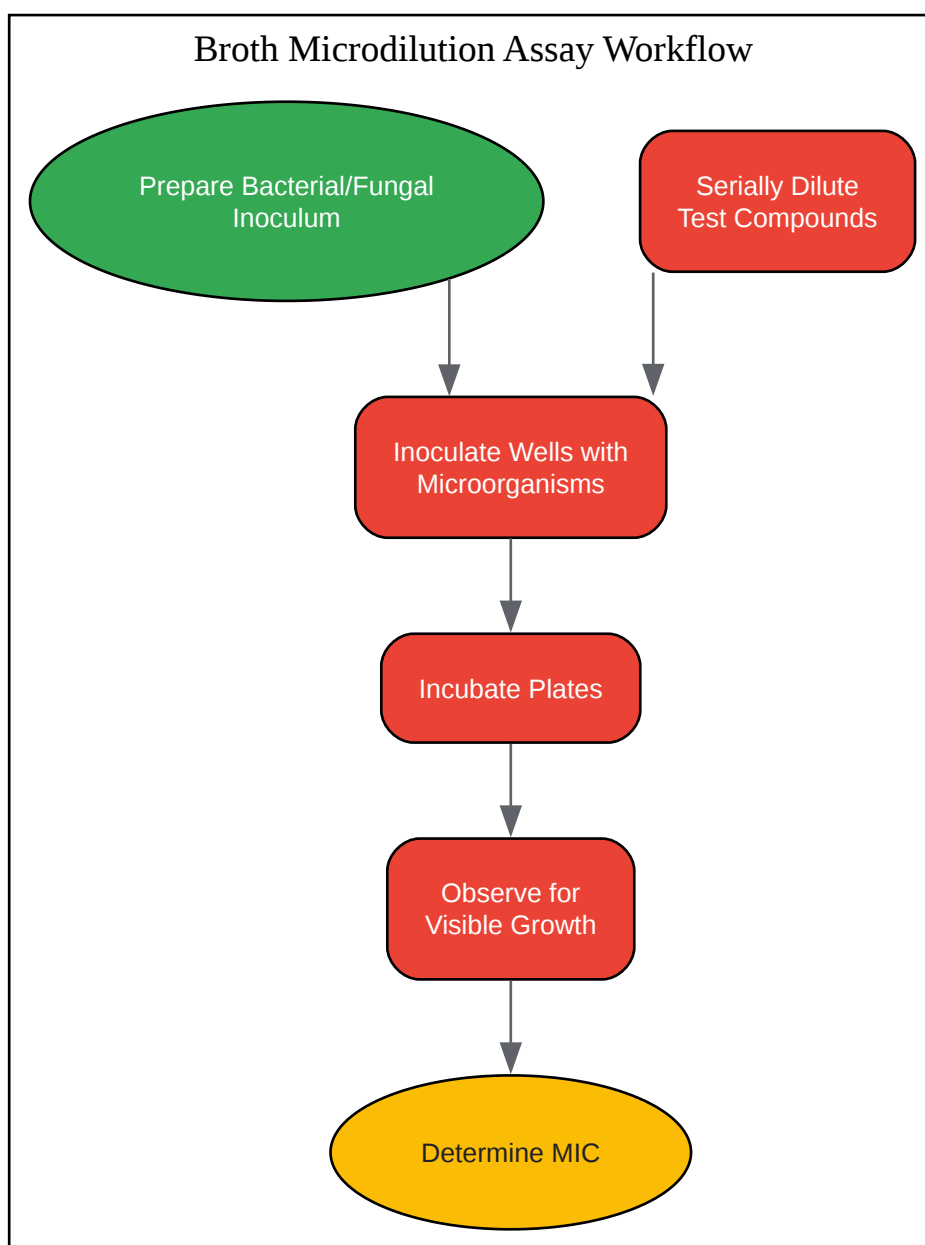 Broth Microdilution Assay Workflow
Prepare Bacterial/Fungal
Inoculum
Serially Dilute
Test Compounds
Inoculate Wells with
Microorganisms
Incubate Plates
Observe for
Visible Growth
Determine MIC